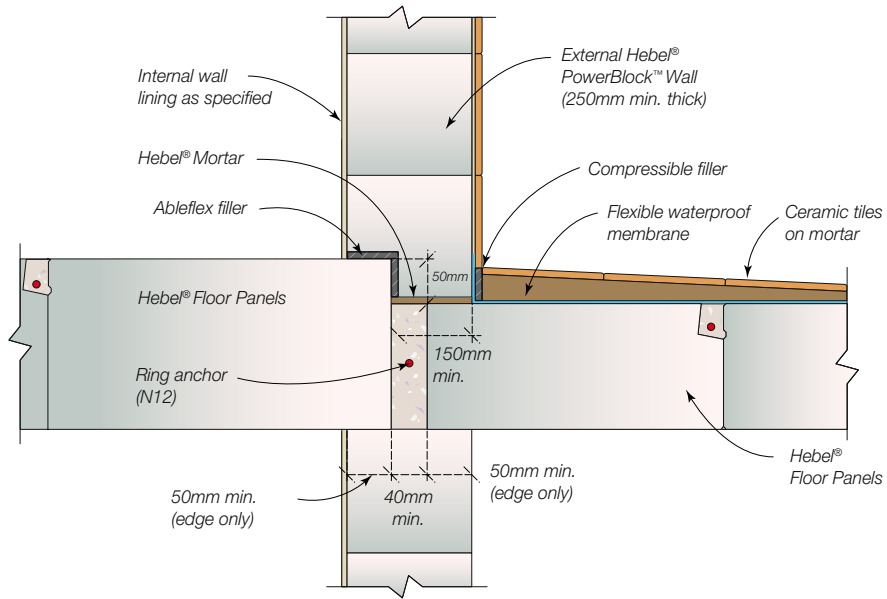 Internal wall
lining as specified
External Hebel®
PowerBlock™ Wall
(250mm min. thick)
Hebel® Mortar
Compressible filler
Ableflex filler
Flexible waterproof
membrane
Ceramic tiles
on mortar
50mm
Hebel® Floor Panels
150mm
min.
Ring anchor
(N12)
Hebel®
Floor Panels
50mm min.
(edge only)
40mm
min.
50mm min.
(edge only)